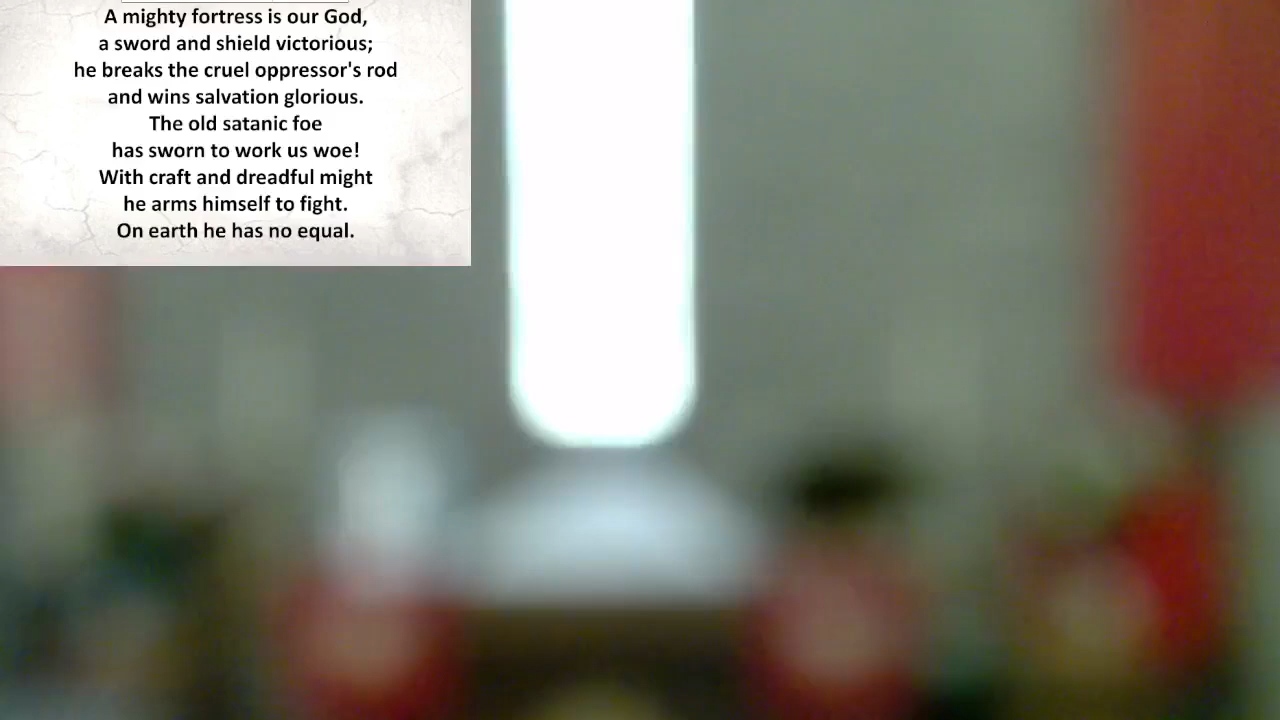 A mighty fortress is our God,
a sword and shield victorious;
he breaks the cruel oppressor's rod
and wins salvation glorious.
The old satanic foe
has sworn to work us woe!
With craft and dreadful might
he arms himself to fight.
On earth he has no equal.